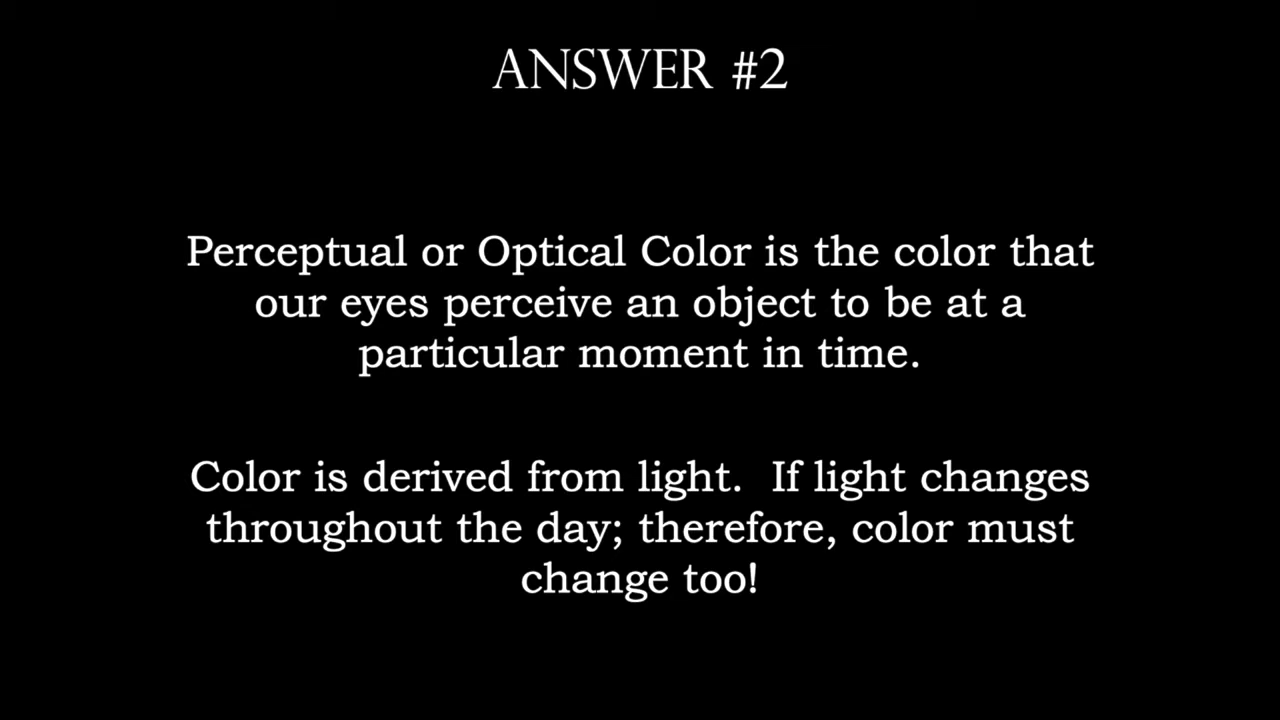 ANSWER #2
Perceptual or Optical Color is the color that
our eyes perceive an object to be at a
particular moment in time.
Color is derived from light.  If light changes
throughout the day; therefore, color must
change too!